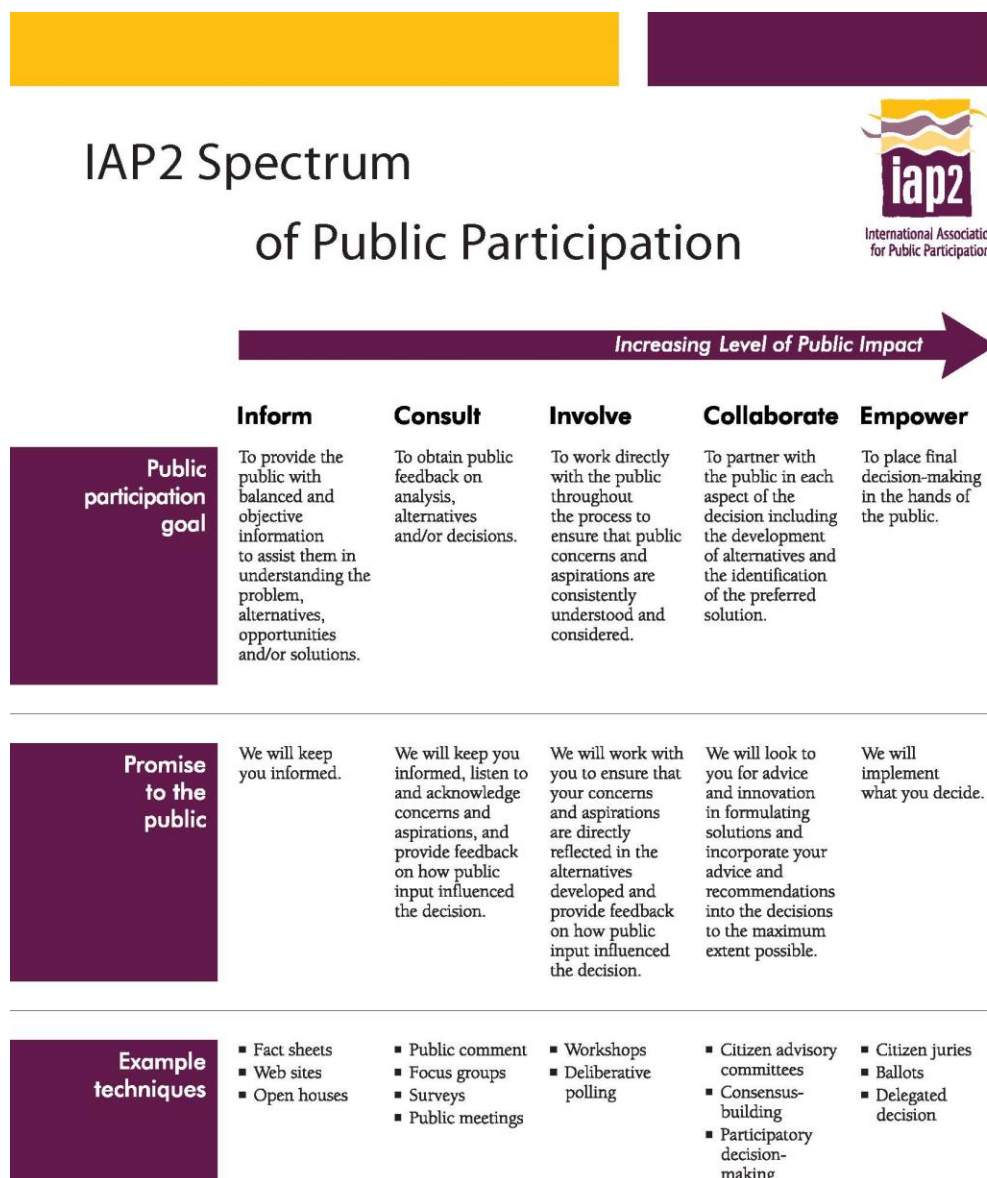 IAP2 Spectrum
of Public Participation
iap2
International Associatio
for Public Participation
Increasing Level of Public Impact
Inform
Consult
Involve
Collaborate
Empower
Public
participation
goal
To provide the
public with
balanced and
objective
information
to assist them in
understanding the
problem,
alternatives,
opportunities
and/or solutions.
To obtain public
feedback on
analysis,
alternatives
and/or decisions.
To work directly
with the public
throughout
the process to
ensure that public
concerns and
aspirations are
consistently
understood and
considered.
To partner with
the public in each
aspect of the
decision including
the development
of alternatives and
the identification
of the preferred
solution.
To place final
decision-making
in the hands of
the public.
Promise
to the
public
We will keep
you informed.
We will keep you
informed, listen to
and acknowledge
concerns and
aspirations, and
provide feedback
on how public
input influenced
the decision.
We will work with
you to ensure that
your concerns
and aspirations
are directly
reflected in the
alternatives
developed and
provide feedback
on how public
input influenced
the decision.
We will look to
you for advice
and innovation
in formulating
solutions and
incorporate your
advice and
recommendations
into the decisions
to the maximum
extent possible.
We will
implement
what you decide.
Example
techniques
▪ Fact sheets
▪ Web sites
▪ Open houses
▪ Public comment
▪ Focus groups
▪ Surveys
▪ Public meetings
▪ Workshops
▪ Deliberative
polling
▪ Citizen advisory
committees
▪ Consensus-
building
▪ Participatory
decision-
making
▪ Citizen juries
▪ Ballots
▪ Delegated
decision